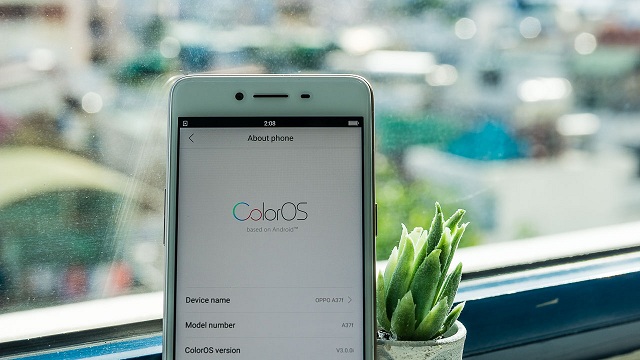 2:08
About phone
ColorOS
based on Android™
Device name OPPO A37f
Model number A37f
ColorOS version V3.0.0i